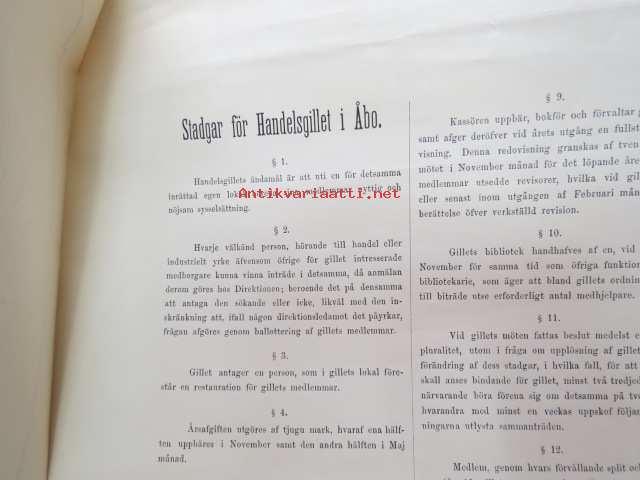 Stadgar för Handelsgillet i Åbo.
§ 1.
Handelsgillets ändamål är att uti en för detsamma
inrättad egen lokal medlemmar nyttig och
nöjsam sysselsättning.
Antikvariaatti.net
§ 2.
Hvarje välkänd person, hörande till handel eller
industrielt yrke äfvensom öfrige för gillet intresserade
medborgare kunna vinna inträde i detsamma, då anmälan
derom göres hos Direktionen; beroende det på densamma
att antaga den sökande eller icke, likväl med den in-
skränkning att, ifall någon direktionsledamot det påyrkar,
frågan afgöres genom ballottering af gillets medlemmar.
§ 3.
Gillet antager en person, som i gillets lokal före-
står en restauration för gillets medlemmar.
§ 4.
Årsafgiften utgöres af tjugu mark, hvaraf ena hälf-
ten uppbäres i November samt den andra hälften i Maj
månad.
§ 9.
Kassören uppbär, bokför och förvaltar
samt afger deröfver vid årets utgång en fullst
visning. Denna redovisning granskas af tven
mötet i November månad för det löpande åre
medlemmar utsedde revisorer, hvilka vid
eller senast inom utgången af Februari mån
berättelse öfver verkställd revision.
§ 10.
Gillets bibliotek handhafves af en, vid
November för samma tid som öfriga funktion
bibliotekarie, som äger att bland gillets ordin
till biträde utse erforderligt antal medhjelpare.
§ 11.
Vid gillets möten fattas beslut medelst e
pluralitet, utom i fråga om upplösning af gillet
förändring af dess stadgar, i hvilka fall, för att
skall anses bindande för gillet, minst två tredjed
närvarande böra förena sig om detsamma på tv
hvarandra med minst en veckas uppskof följan
ningarna utlysta sammanträden.
§ 12.
Medlem, genom hvars förvållande split och